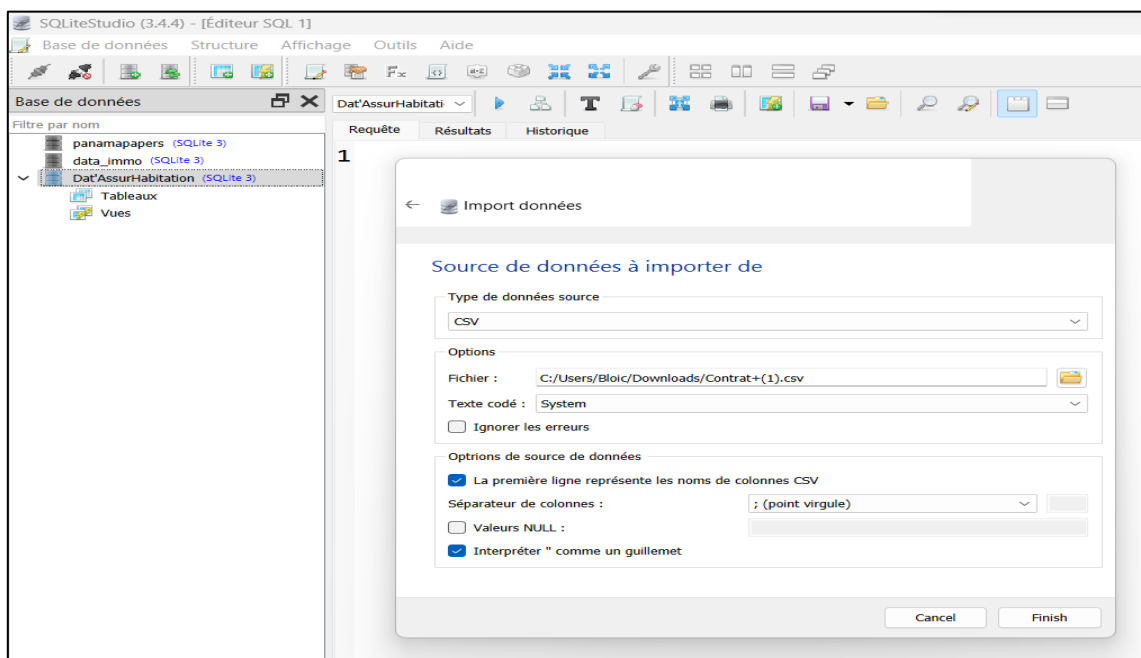 SQLiteStudio (3.4.4) - [Éditeur SQL 1]
Base de données Structure Affichage Outils Aide
Base de données
Filtre par nom
panamapapers (SQLite 3)
data_immo (SQLite 3)
Dat'AssurHabitation (SQLite 3)
Tableaux
Vues
Dat'AssurHabitati
Requête Résultats Historique
1
Import données
Source de données à importer de
Type de données source
CSV
Options
Fichier : C:/Users/Bloic/Downloads/Contrat+(1).csv
Texte codé : System
Ignorer les erreurs
Optrions de source de données
La première ligne représente les noms de colonnes CSV
Séparateur de colonnes : ; (point virgule)
Valeurs NULL :
Interpréter " comme un guillemet
Cancel Finish